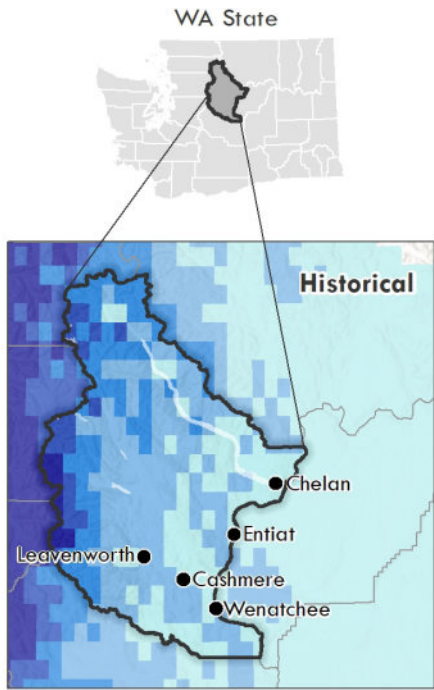 WA State
Historical
Chelan
Entiat
Leavenworth
Cashmere
Wenatchee